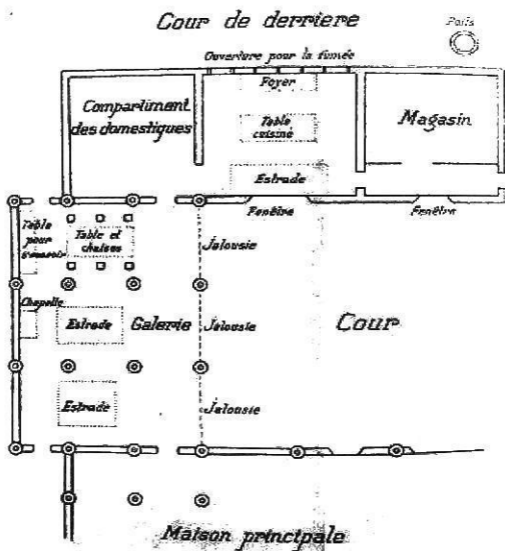 Cour de derriere
Puits
Ouverture pour la fumée
Foyer
Compartiment
des domestiques
Table
cuisine
Magasin
Estrade
Fenêtre
Fenêtre
Table
pour
Table et
chaises
Jalousie
Chapelle
Estrade
Galerie
Jalousie
Cour
Estrade
Jalousie
Maison principale